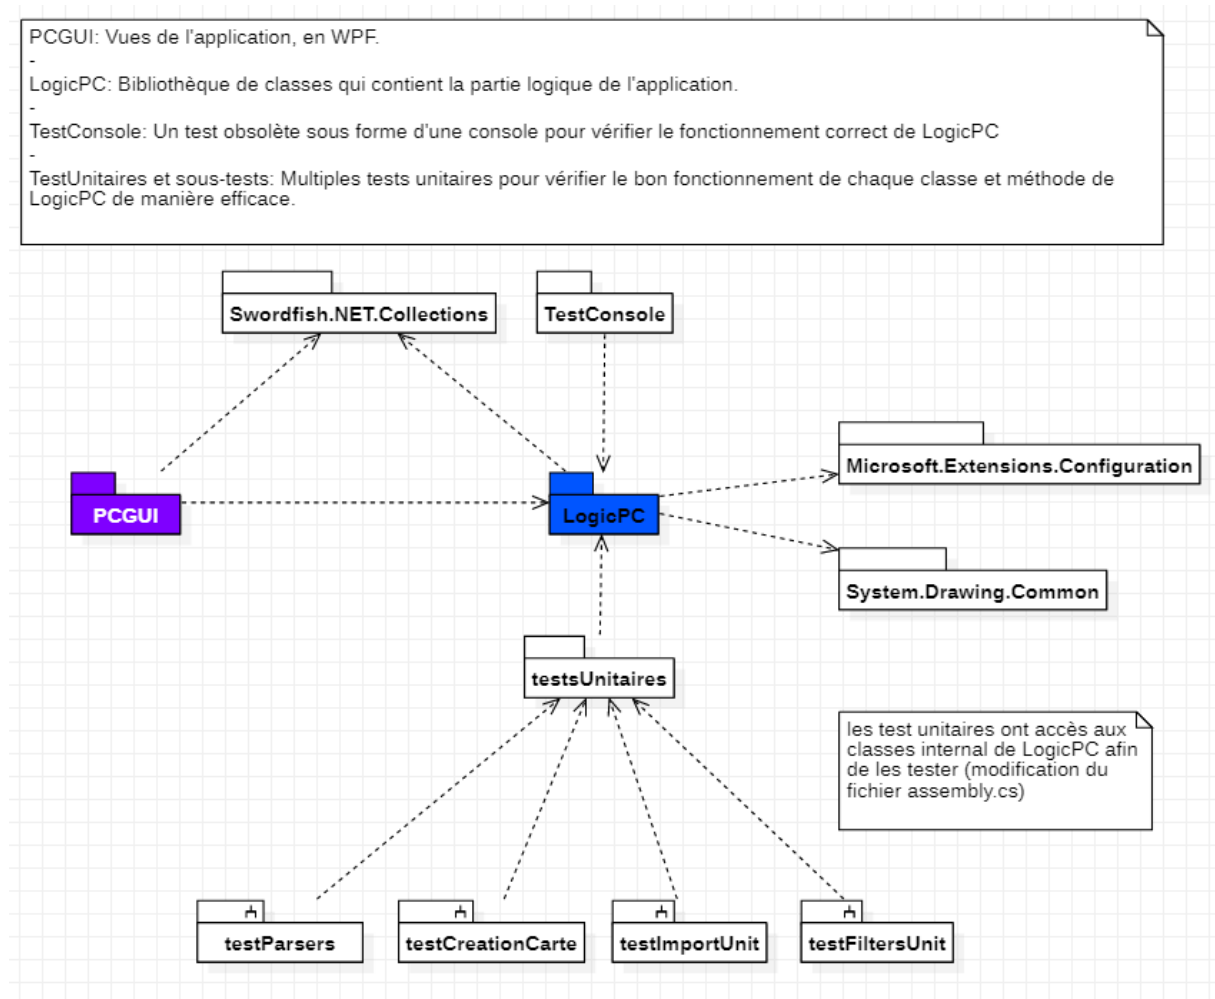 PCGUI: Vues de l'application, en WPF.
-
LogicPC: Bibliothèque de classes qui contient la partie logique de l'application.
-
TestConsole: Un test obsolète sous forme d'une console pour vérifier le fonctionnement correct de LogicPC
-
TestUnitaires et sous-tests: Multiples tests unitaires pour vérifier le bon fonctionnement de chaque classe et méthode de
LogicPC de manière efficace.
Swordfish.NET.Collections
TestConsole
Microsoft.Extensions.Configuration
PCGUI
LogicPC
System.Drawing.Common
testsUnitaires
les test unitaires ont accès aux
classes internal de LogicPC afin
de les tester (modification du
fichier assembly.cs)
testParsers
testCreationCarte
testImportUnit
testFiltersUnit